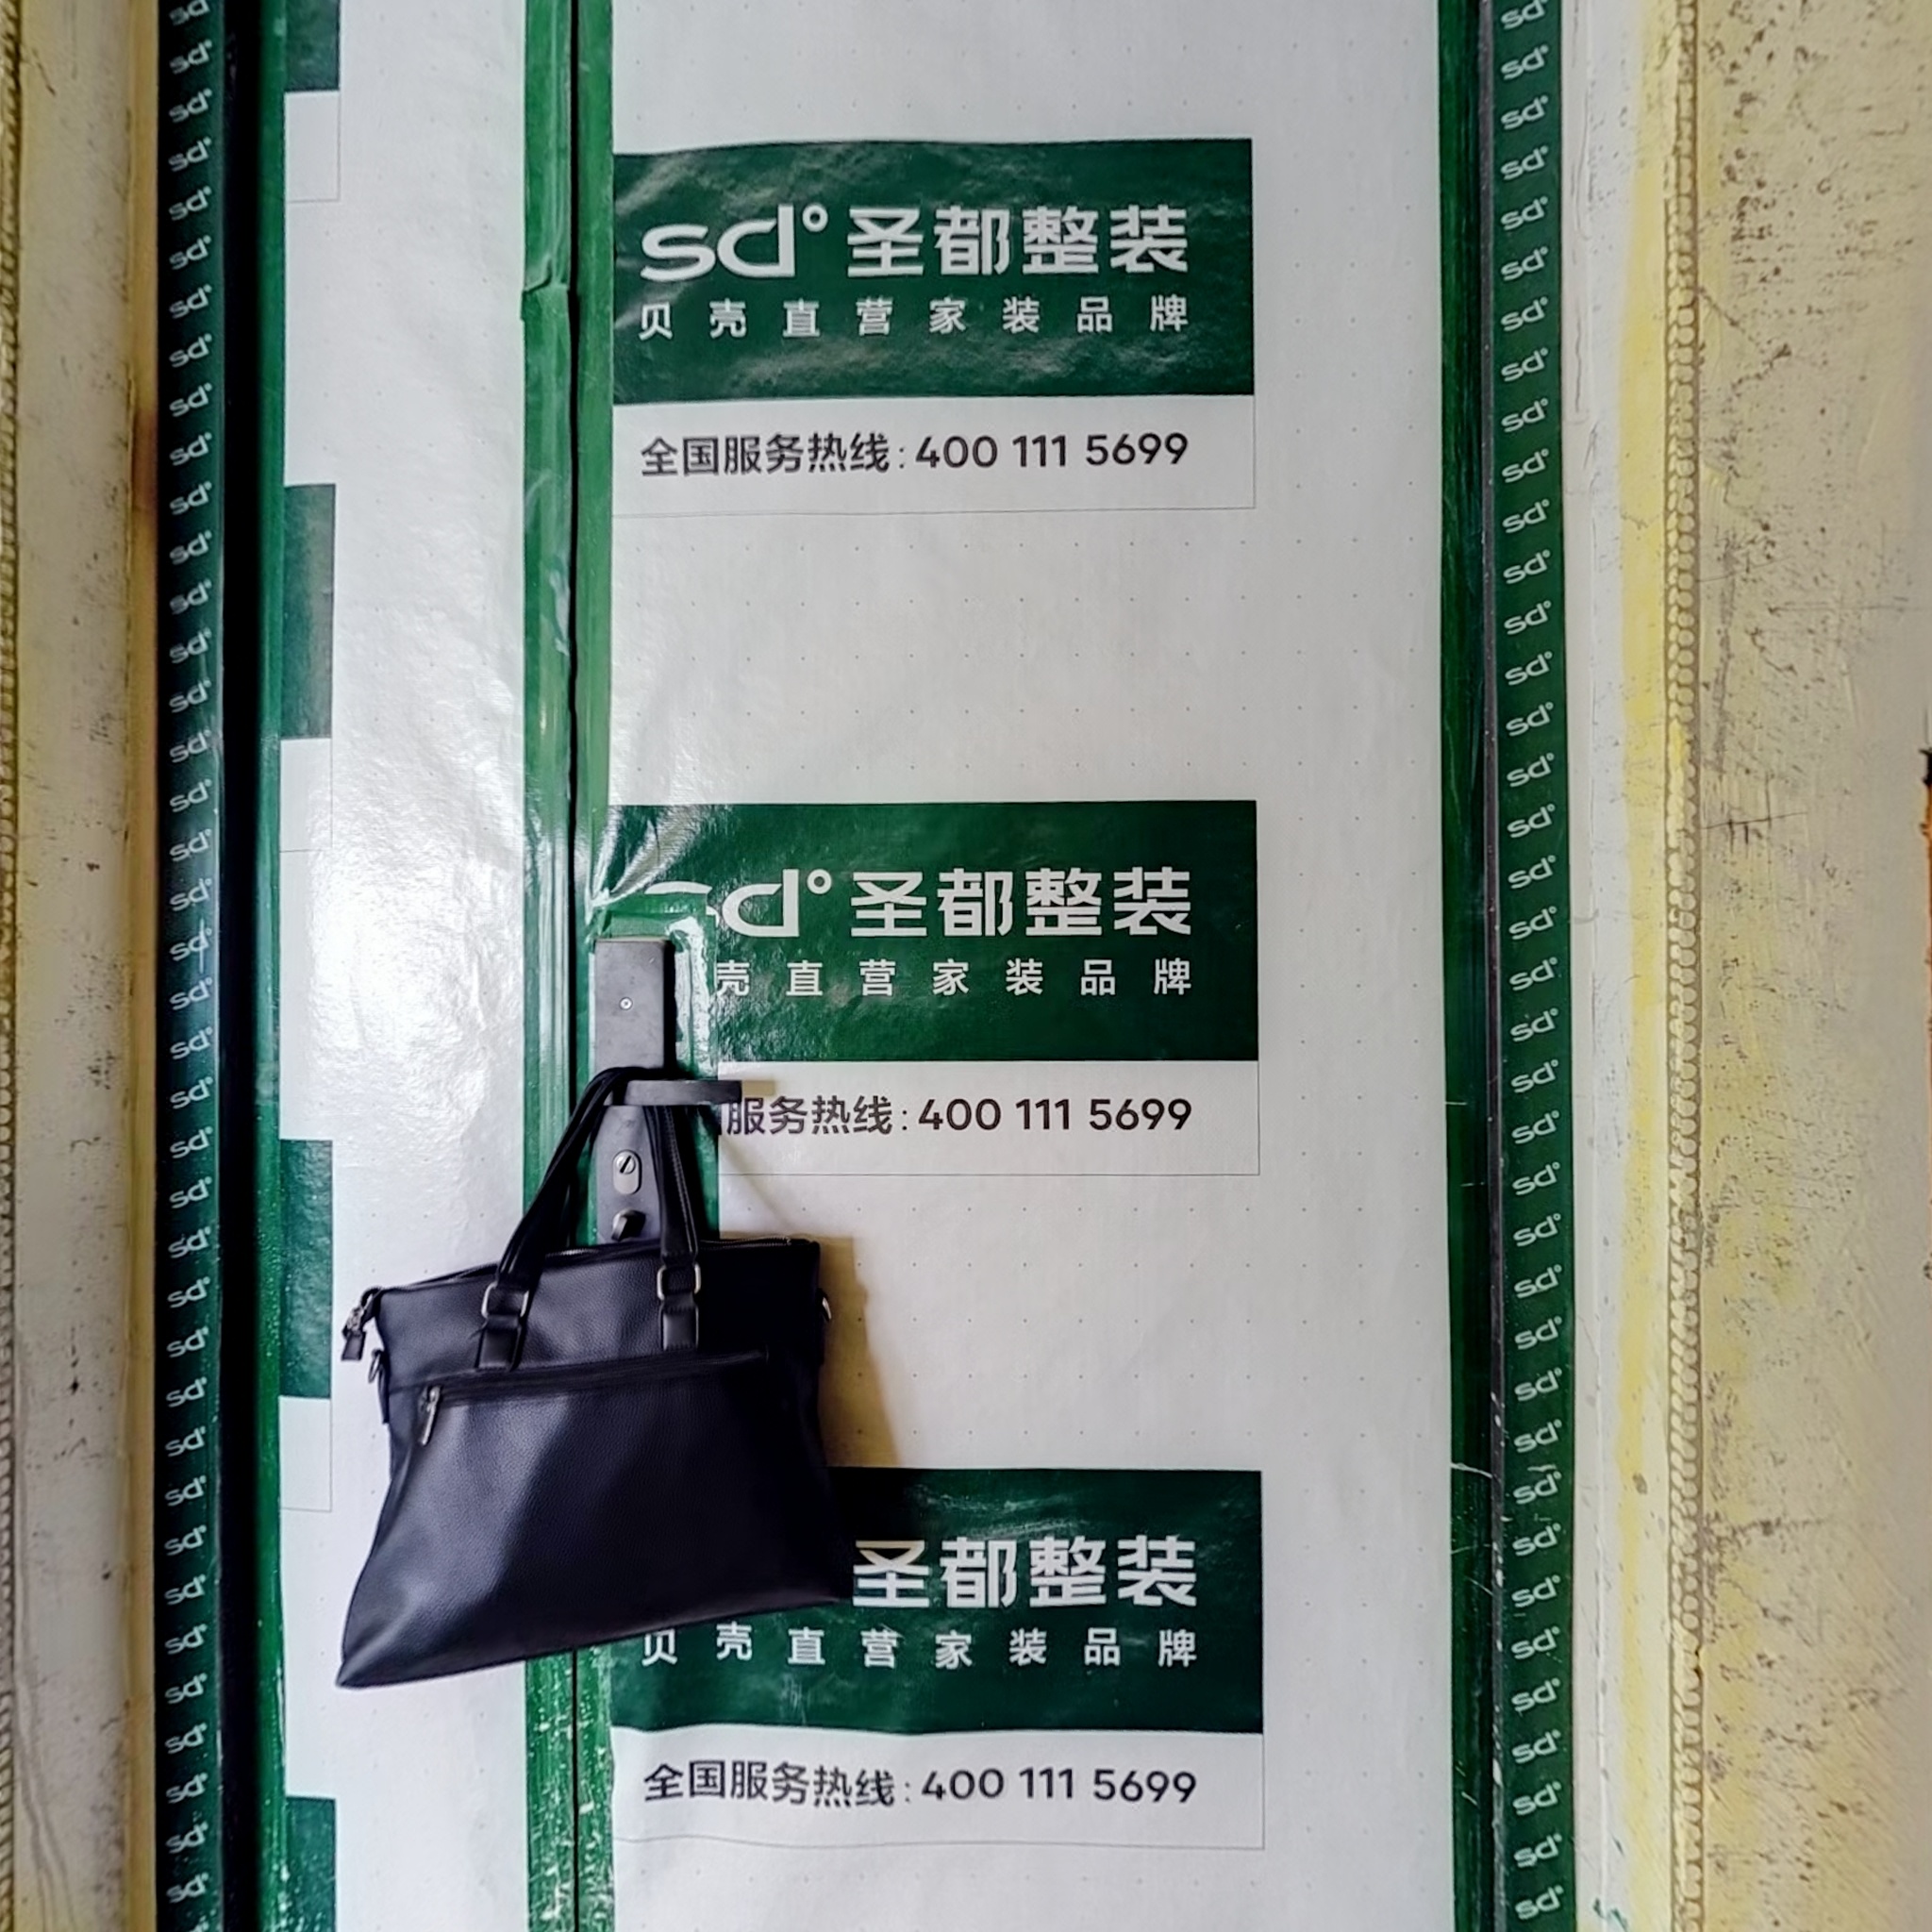 sd° 圣都整装
贝壳直营家装品牌
全国服务热线:400 111 5699
d° 圣都整装
壳直营家装品牌
服务热线:400 111 5699
圣都整装
贝壳直营家装品牌
全国服务热线:400 111 5699
sd°
sd°